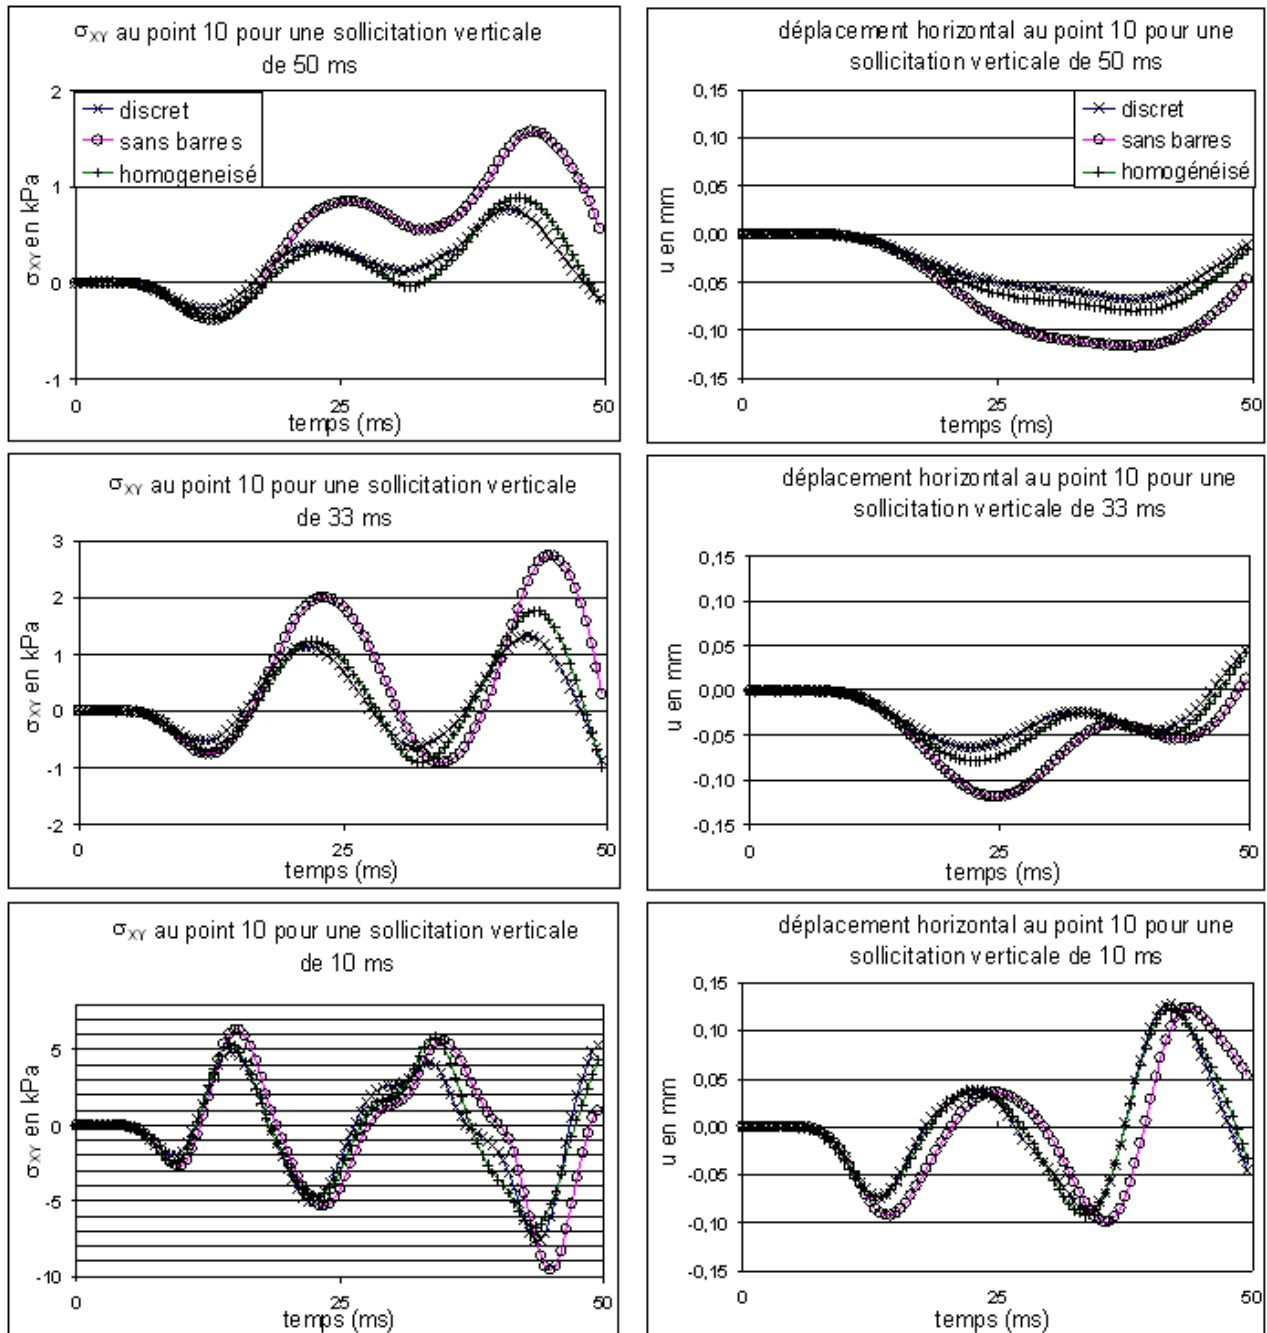 σXY au point 10 pour une sollicitation verticale
de 50 ms
2
1
0
-1
discret
sans barres
homogeneisé
σXY en kPa
0
25
50
temps (ms)
déplacement horizontal au point 10 pour une
sollicitation verticale de 50 ms
0,15
0,10
0,05
0,00
-0,05
-0,10
-0,15
discret
sans barres
homogénéisé
u en mm
0
25
50
temps (ms)
σXY au point 10 pour une sollicitation verticale
de 33 ms
3
2
1
0
-1
-2
σXY en kPa
0
25
50
temps (ms)
déplacement horizontal au point 10 pour une
sollicitation verticale de 33 ms
0,15
0,10
0,05
0,00
-0,05
-0,10
-0,15
u en mm
0
25
50
temps (ms)
σXY au point 10 pour une sollicitation verticale
de 10 ms
5
0
-5
-10
σXY en kPa
0
25
50
temps (ms)
déplacement horizontal au point 10 pour une
sollicitation verticale de 10 ms
0,15
0,10
0,05
0,00
-0,05
-0,10
-0,15
u en mm
0
25
50
temps (ms)